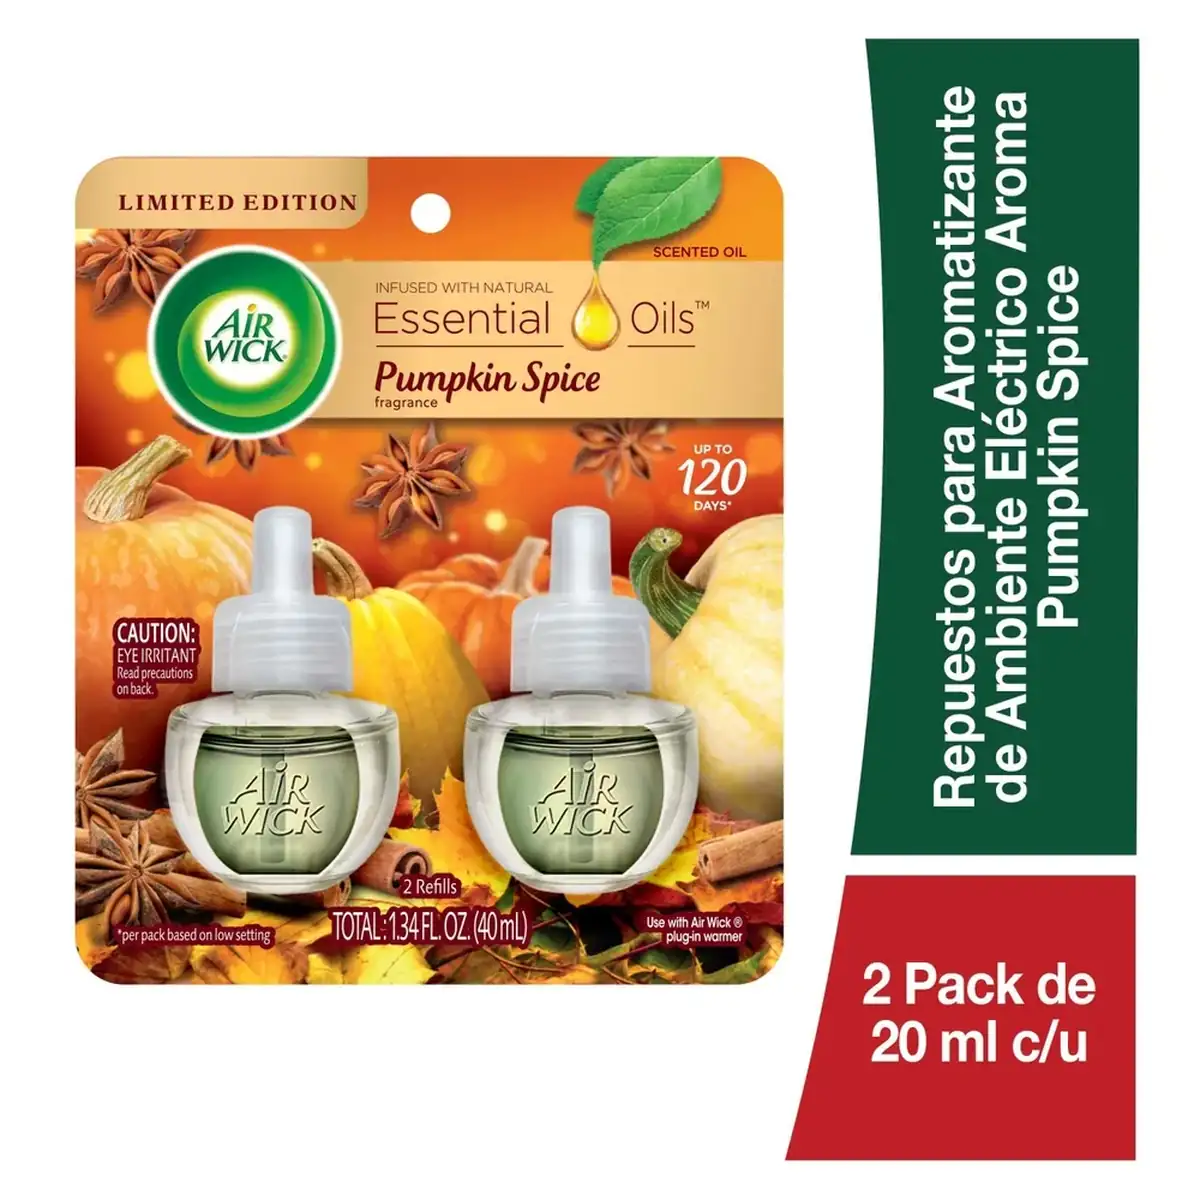 LIMITED EDITION
AiR
WICK®
SCENTED OIL
INFUSED WITH NATURAL
Essential Oils™
Pumpkin Spice
fragrance
UP TO
120
DAYS*
CAUTION:
EYE IRRITANT
Read precautions
on back.
AiR
WICK
AiR
WICK
2 Refills
TOTAL: 1.34 FL. OZ. (40 mL)
*per pack based on low setting
Use with Air Wick ®
plug-in warmer
Repuestos para Aromatizante
de Ambiente Eléctrico Aroma
Pumpkin Spice
2 Pack de
20 ml c/u